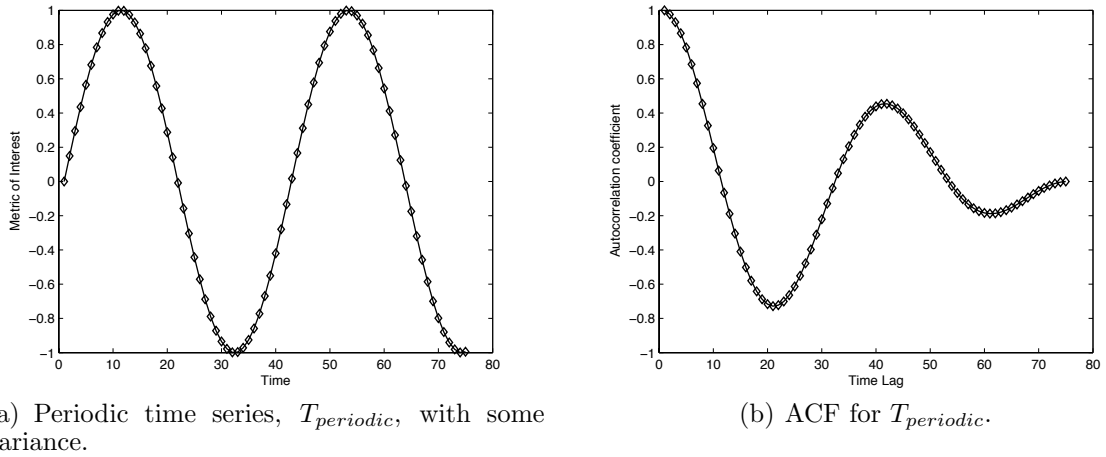 1
0.8
0.6
0.4
0.2
0
−0.2
−0.4
−0.6
−0.8
−1
0 10 20 30 40 50 60 70 80
Time
Metric of Interest
a) Periodic time series, T_periodic, with some
ariance.
1
0.8
0.6
0.4
0.2
0
−0.2
−0.4
−0.6
−0.8
−1
0 10 20 30 40 50 60 70 80
Time Lag
Autocorrelation coefficient
(b) ACF for T_periodic.